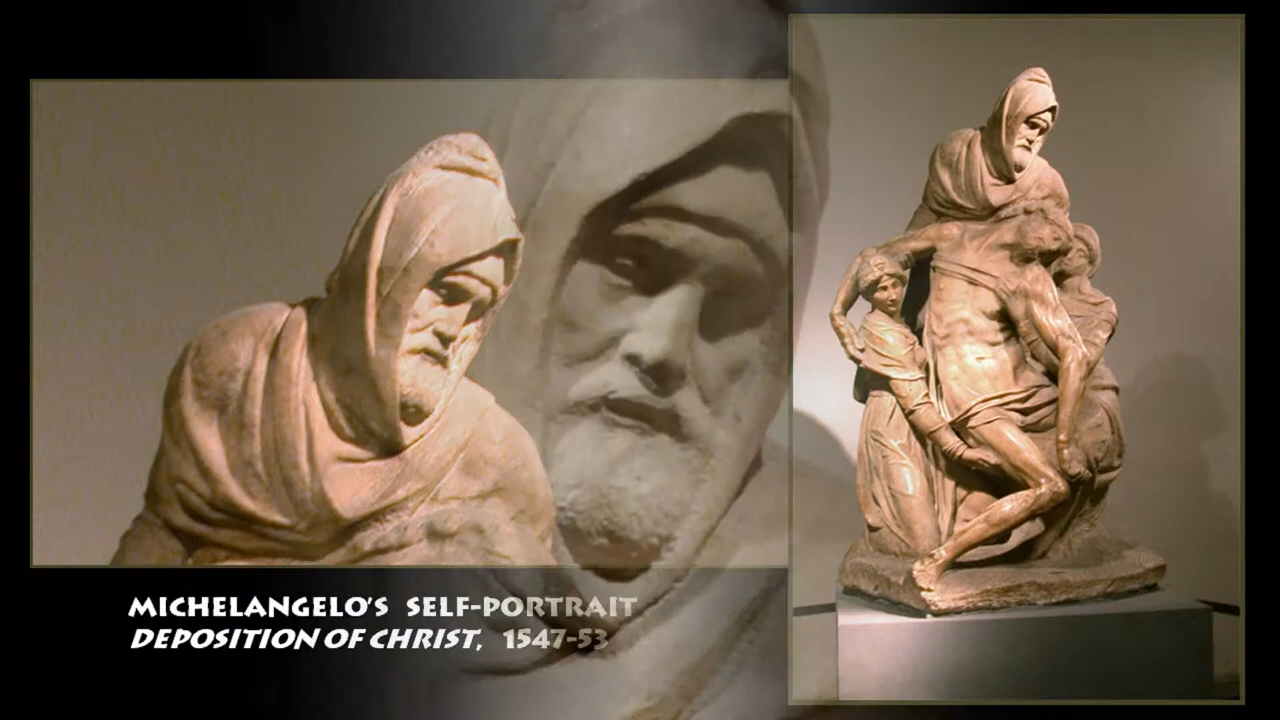 MICHELANGELO'S SELF-PORTRAIT
DEPOSITION OF CHRIST, 1547-53